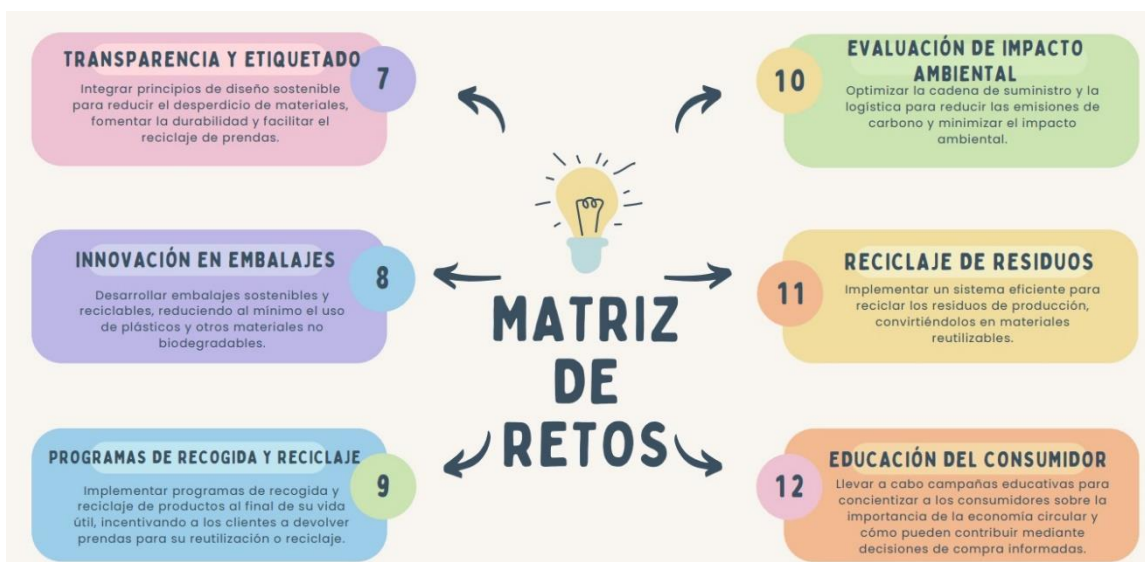 TRANSPARENCIA Y ETIQUETADO
7
Integrar principios de diseño sostenible
para reducir el desperdicio de materiales,
fomentar la durabilidad y facilitar el
reciclaje de prendas.
INNOVACIÓN EN EMBALAJES
8
Desarrollar embalajes sostenibles y
reciclables, reduciendo al mínimo el uso
de plásticos y otros materiales no
biodegradables.
PROGRAMAS DE RECOGIDA Y RECICLAJE
9
Implementar programas de recogida y
reciclaje de productos al final de su vida
útil, incentivando a los clientes a devolver
prendas para su reutilización o reciclaje.
MATRIZ
DE
RETOS
10
EVALUACIÓN DE IMPACTO
AMBIENTAL
Optimizar la cadena de suministro y la
logística para reducir las emisiones de
carbono y minimizar el impacto
ambiental.
11
RECICLAJE DE RESIDUOS
Implementar un sistema eficiente para
reciclar los residuos de producción,
convirtiéndolos en materiales
reutilizables.
12
EDUCACIÓN DEL CONSUMIDOR
Llevar a cabo campañas educativas para
concientizar a los consumidores sobre la
importancia de la economía circular y
cómo pueden contribuir mediante
decisiones de compra informadas.